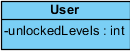 User
-unlockedLevels : int